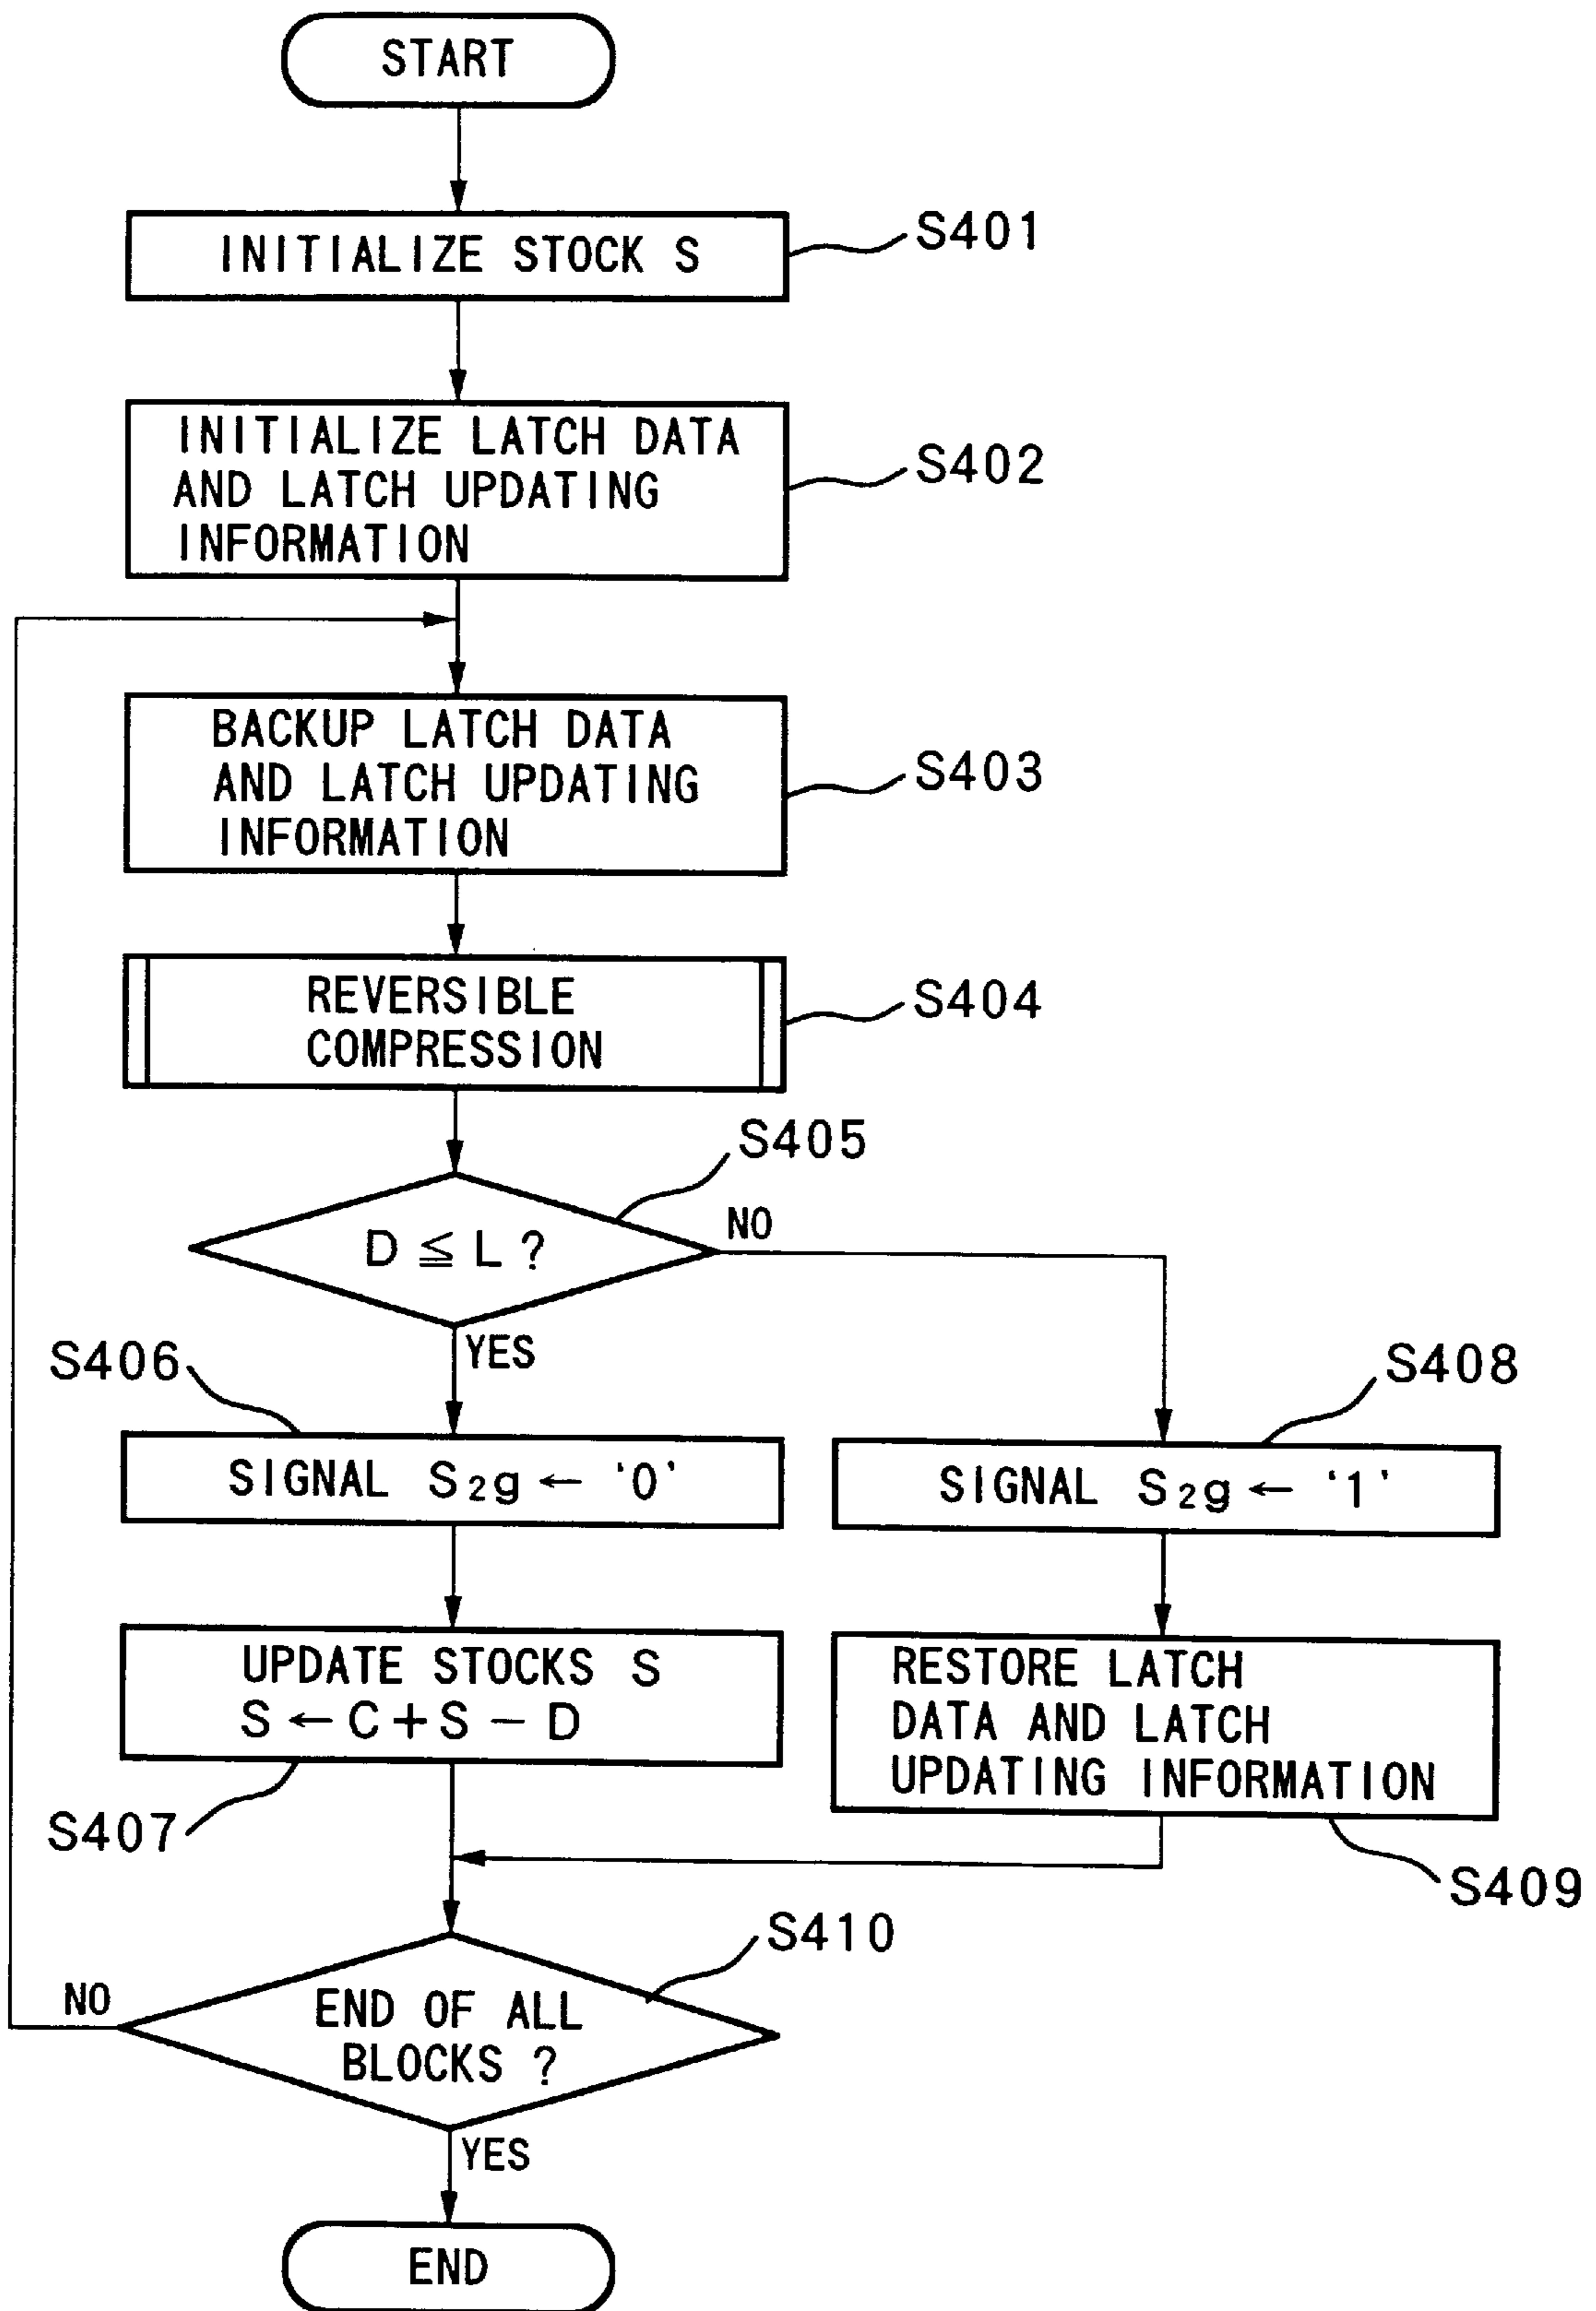 START
INITIALIZE STOCK S
S401
INITIALIZE LATCH DATA
AND LATCH UPDATING
INFORMATION
S402
BACKUP LATCH DATA
AND LATCH UPDATING
INFORMATION
S403
REVERSIBLE
COMPRESSION
S404
S405
D ≦ L ?
NO
YES
S406
SIGNAL S2g ← ‘0‘
S408
SIGNAL S2g ← ‘1‘
UPDATE STOCKS S
S ← C + S − D
S407
RESTORE LATCH
DATA AND LATCH
UPDATING INFORMATION
S409
S410
END OF ALL
BLOCKS ?
NO
YES
END